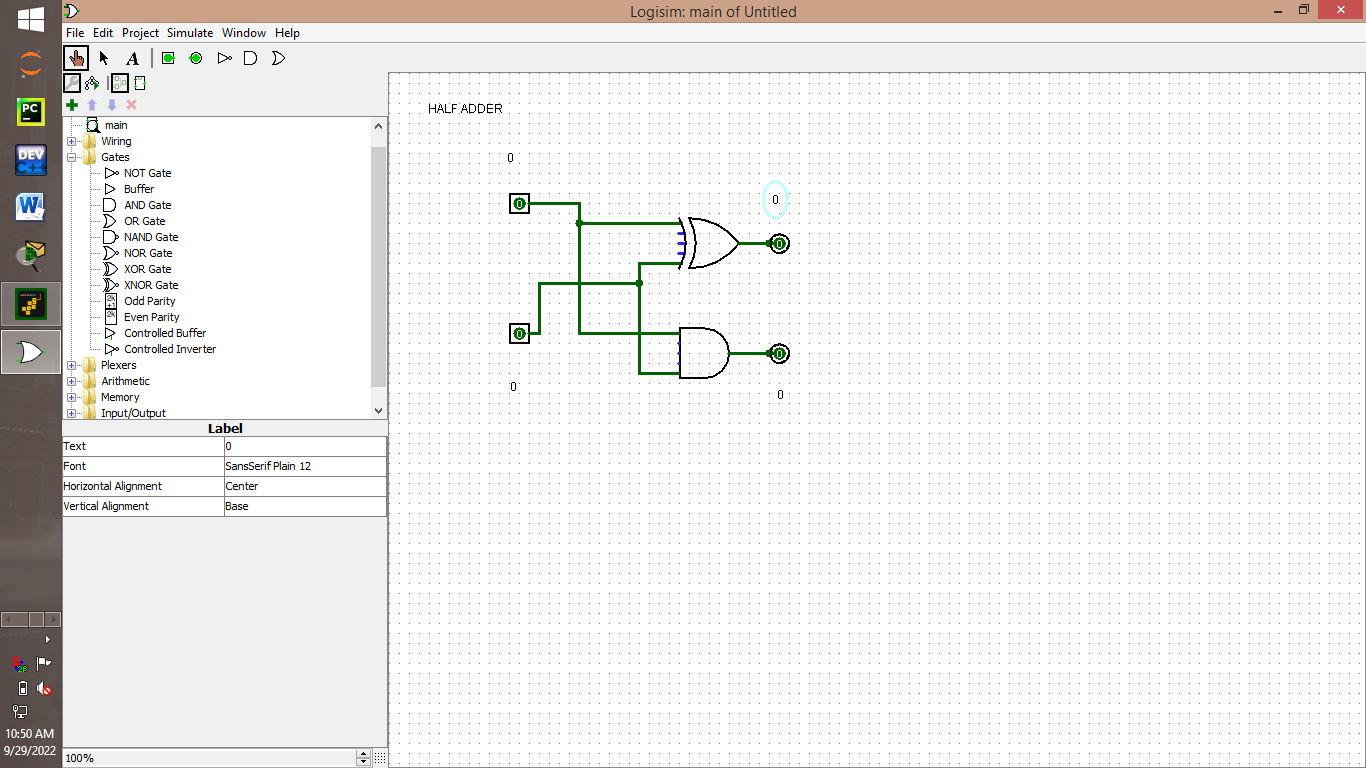 Logisim: main of Untitled
File Edit Project Simulate Window Help
A
PC
DEV
C++
W
main
Wiring
Gates
NOT Gate
Buffer
AND Gate
OR Gate
NAND Gate
NOR Gate
XOR Gate
XNOR Gate
Odd Parity
Even Parity
Controlled Buffer
Controlled Inverter
Plexers
Arithmetic
Memory
Input/Output
Label
Text 0
Font SansSerif Plain 12
Horizontal Alignment Center
Vertical Alignment Base
100%
HALF ADDER
0
0
0
0
0
0
0
0
10:50 AM
9/29/2022